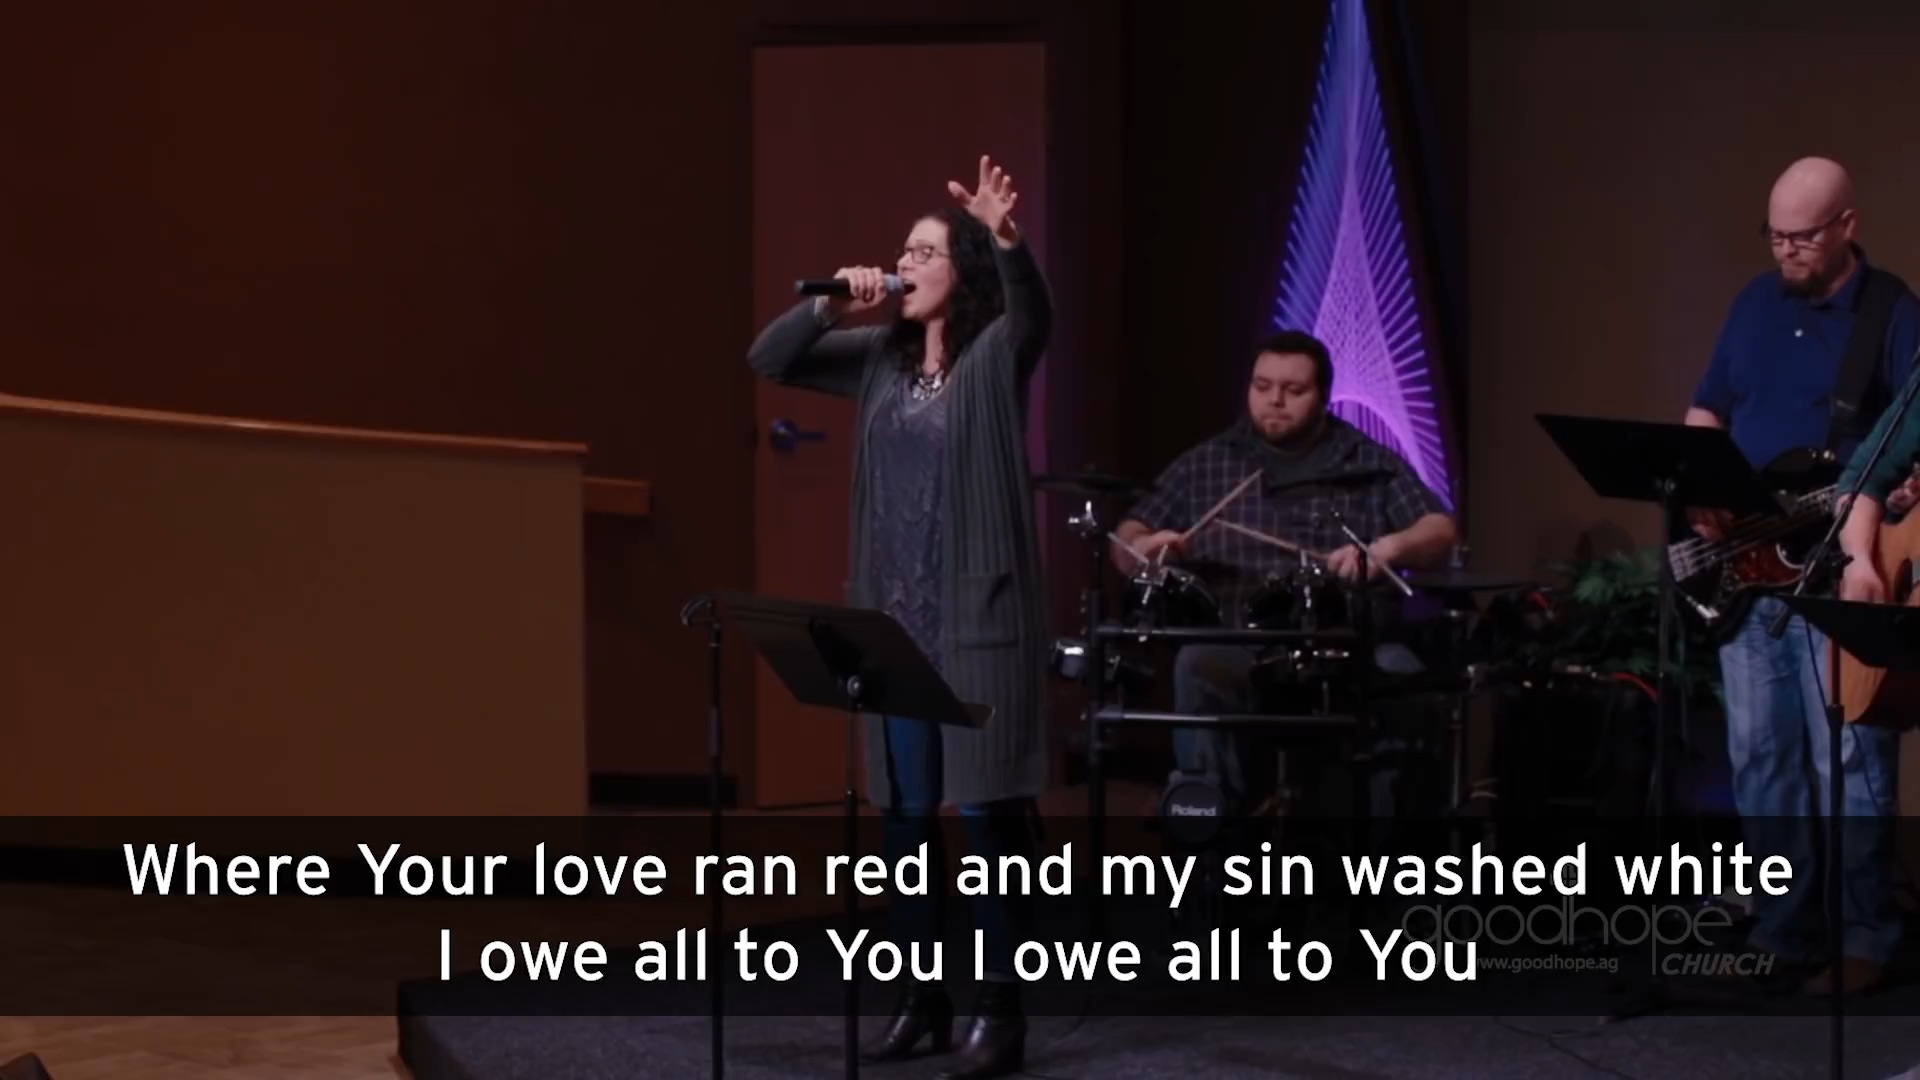 Roland
Where Your love ran red and my sin washed white
I owe all to You I owe all to You
goodhope
www.goodhope.ag
CHURCH